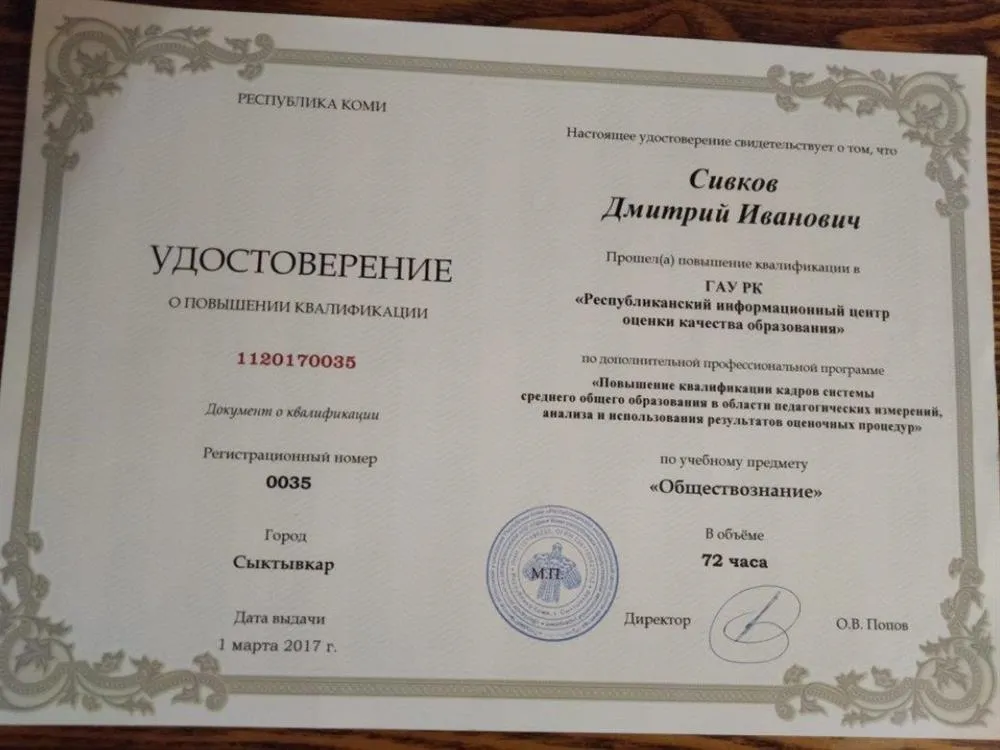 РЕСПУБЛИКА КОМИ
УДОСТОВЕРЕНИЕ
О ПОВЫШЕНИИ КВАЛИФИКАЦИИ
1120170035
Документ о квалификации
Регистрационный номер
0035
Город
Сыктывкар
Дата выдачи
1 марта 2017 г.
Настоящее удостоверение свидетельствует о том, что
Сивков
Дмитрий Иванович
Прошел(а) повышение квалификации в
ГАУ РК
«Республиканский информационный центр
оценки качества образования»
по дополнительной профессиональной программе
«Повышение квалификации кадров системы
среднего общего образования в области педагогических измерений,
анализа и использования результатов оценочных процедур»
по учебному предмету
«Обществознание»
В объёме
72 часа
М.П.
Директор
О.В. Попов